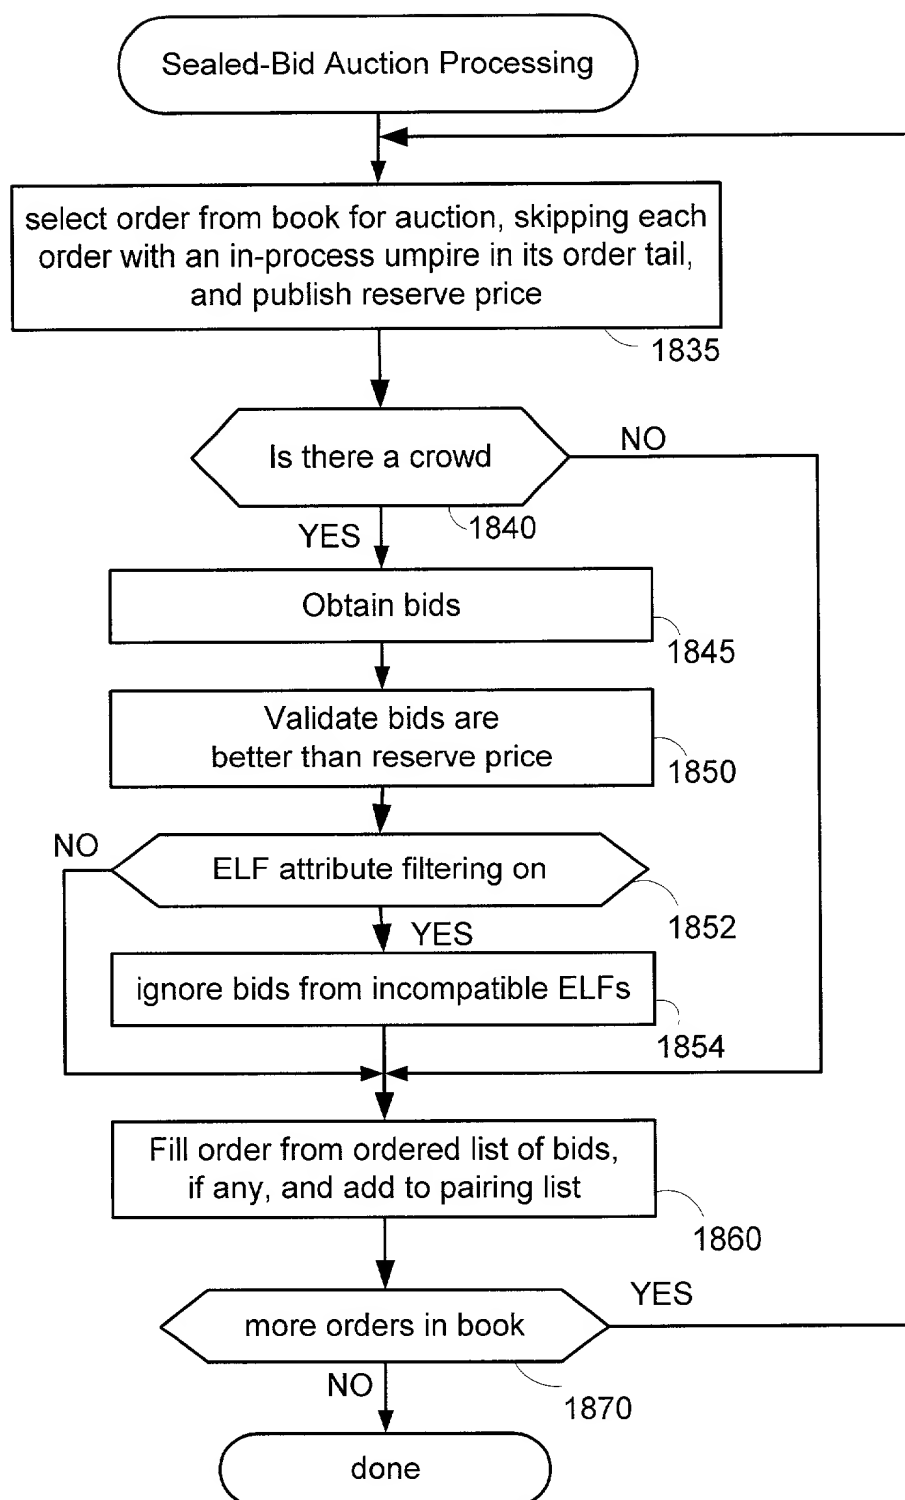 Sealed-Bid Auction Processing
select order from book for auction, skipping each
order with an in-process umpire in its order tail,
and publish reserve price
1835
Is there a crowd
NO
1840
YES
Obtain bids
1845
Validate bids are
better than reserve price
1850
NO
ELF attribute filtering on
1852
YES
ignore bids from incompatible ELFs
1854
Fill order from ordered list of bids,
if any, and add to pairing list
1860
YES
more orders in book
NO
1870
done